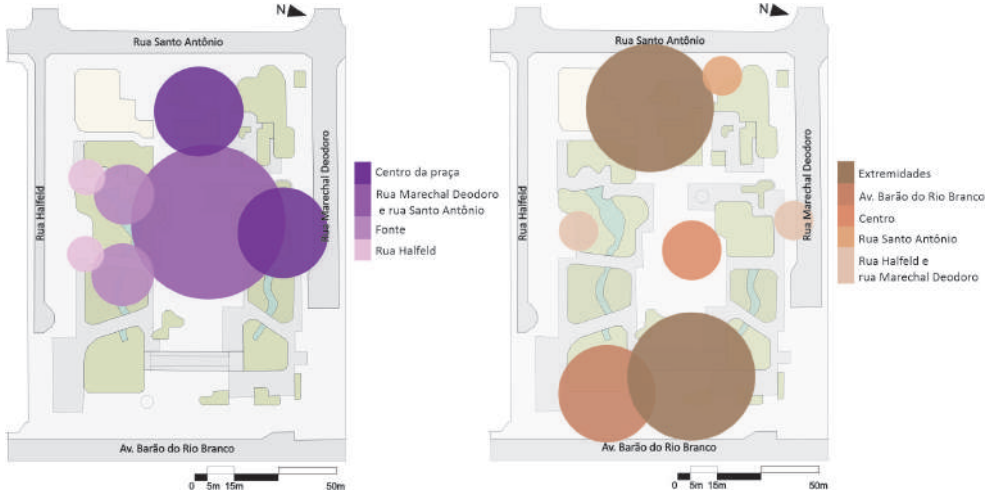 N
Rua Santo Antônio
Rua Halfeld
Rua Marechal Deodoro
Av. Barão do Rio Branco
0 5m 15m 50m
Centro da praça
Rua Marechal Deodoro
e rua Santo Antônio
Fonte
Rua Halfeld
N
Rua Santo Antônio
Rua Halfeld
Rua Marechal Deodoro
Av. Barão do Rio Branco
0 5m 15m 50m
Extremidades
Av. Barão do Rio Branco
Centro
Rua Santo Antônio
Rua Halfeld e
rua Marechal Deodoro